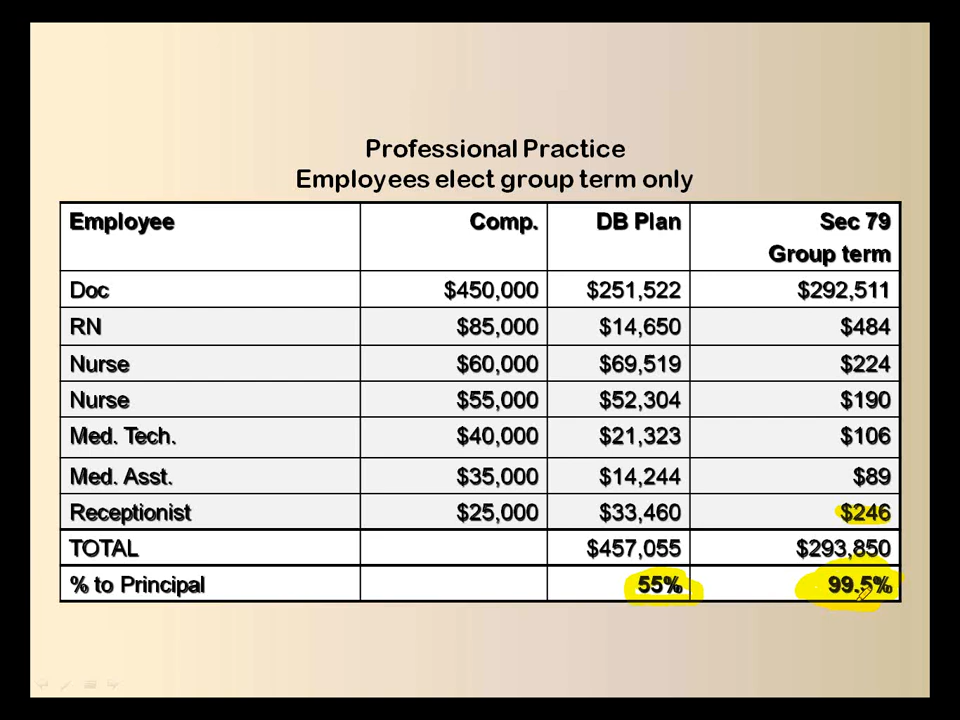 Professional Practice
Employees elect group term only
Employee Comp. DB Plan Sec 79
Group term
Doc $450,000 $251,522 $292,511
RN $85,000 $14,650 $484
Nurse $60,000 $69,519 $224
Nurse $55,000 $52,304 $190
Med. Tech. $40,000 $21,323 $106
Med. Asst. $35,000 $14,244 $89
Receptionist $25,000 $33,460 $246
TOTAL $457,055 $293,850
% to Principal 55% 99.5%